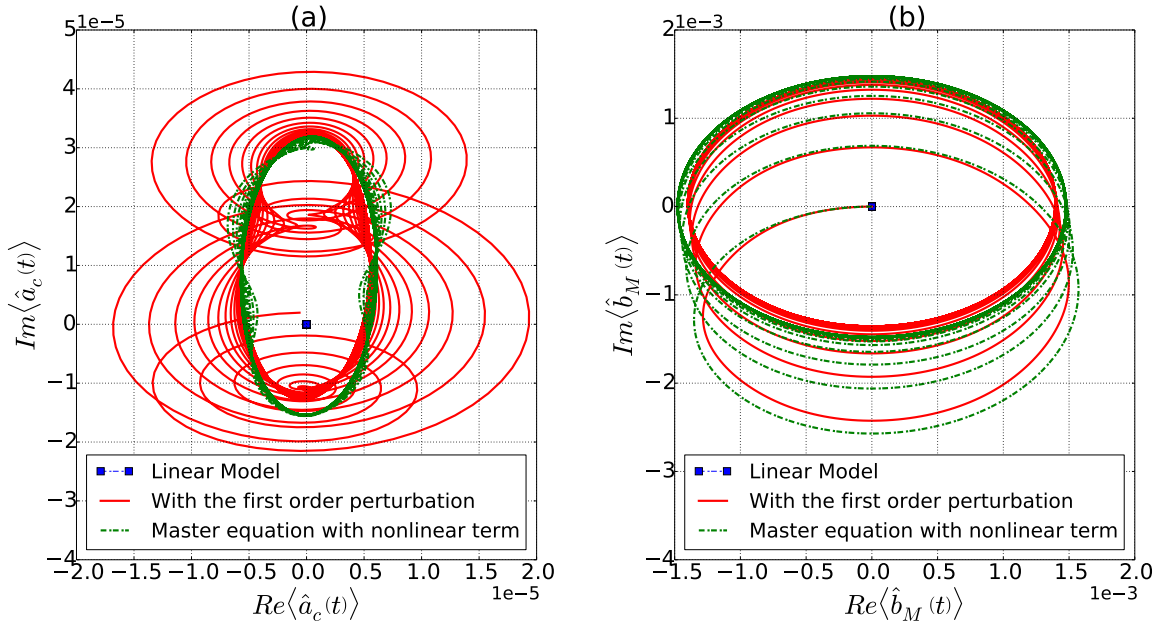 (a)
1e−5
5
4
3
2
1
0
−1
−2
−3
−4
−2.0 −1.5 −1.0 −0.5 0.0 0.5 1.0 1.5 2.0
1e−5
Re⟨â_c(t)⟩
Im⟨â_c(t)⟩
Linear Model
With the first order perturbation
Master equation with nonlinear term
(b)
1e−3
2
1
0
−1
−2
−3
−4
−1.5 −1.0 −0.5 0.0 0.5 1.0 1.5 2.0
1e−3
Re⟨b̂_M(t)⟩
Im⟨b̂_M(t)⟩
Linear Model
With the first order perturbation
Master equation with nonlinear term